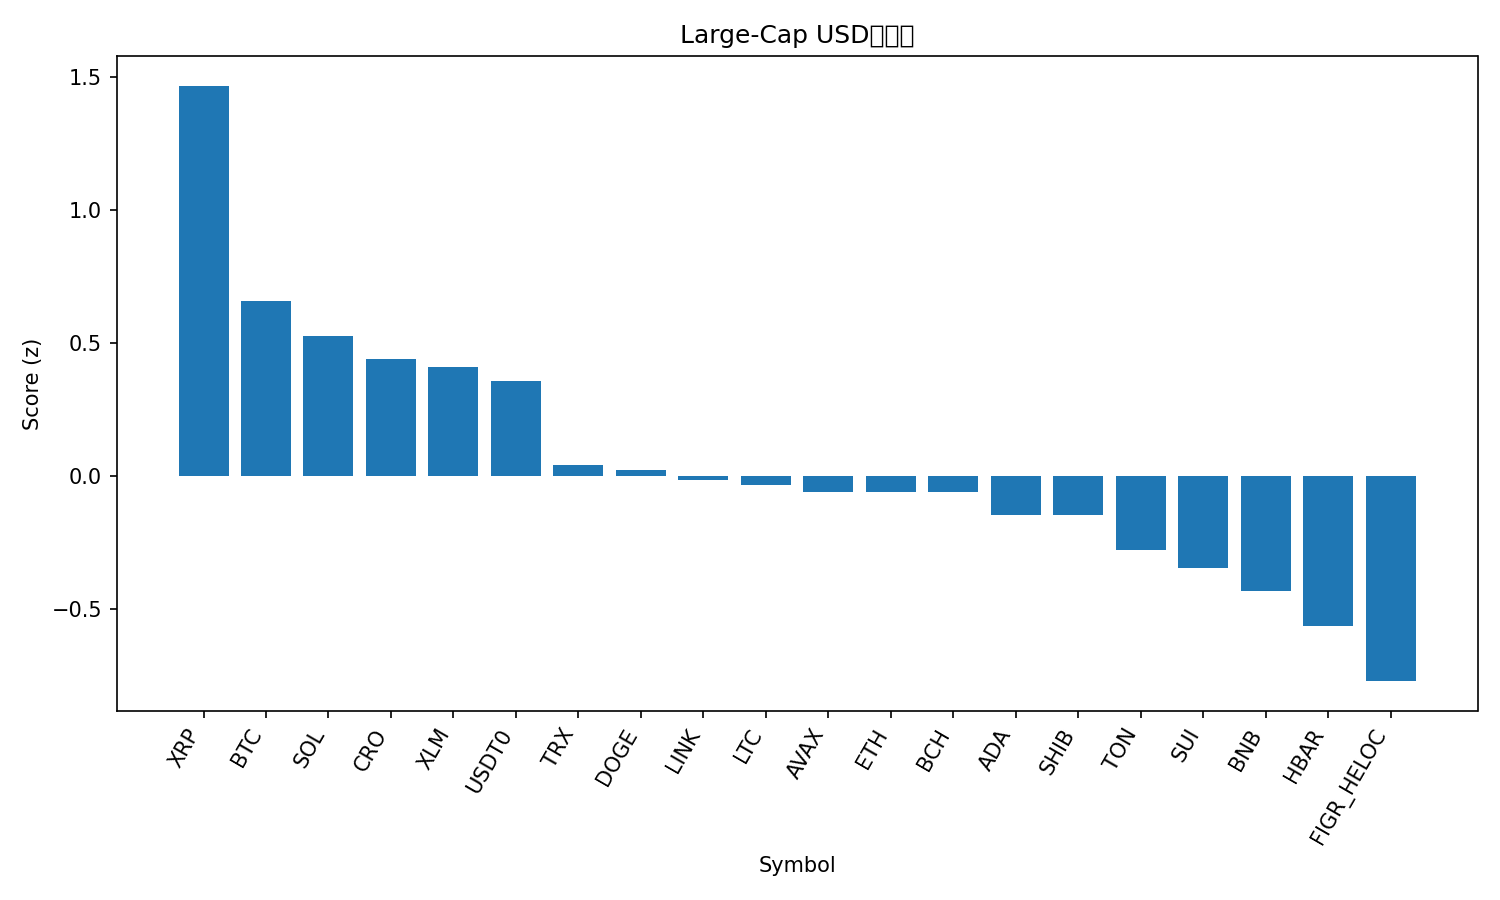 Large-Cap USD
1.5
1.0
0.5
0.0
−0.5
Score (z)
XRP
BTC
SOL
CRO
XLM
USDT0
TRX
DOGE
LINK
LTC
AVAX
ETH
BCH
ADA
SHIB
TON
SUI
BNB
HBAR
FIGR_HELOC
Symbol